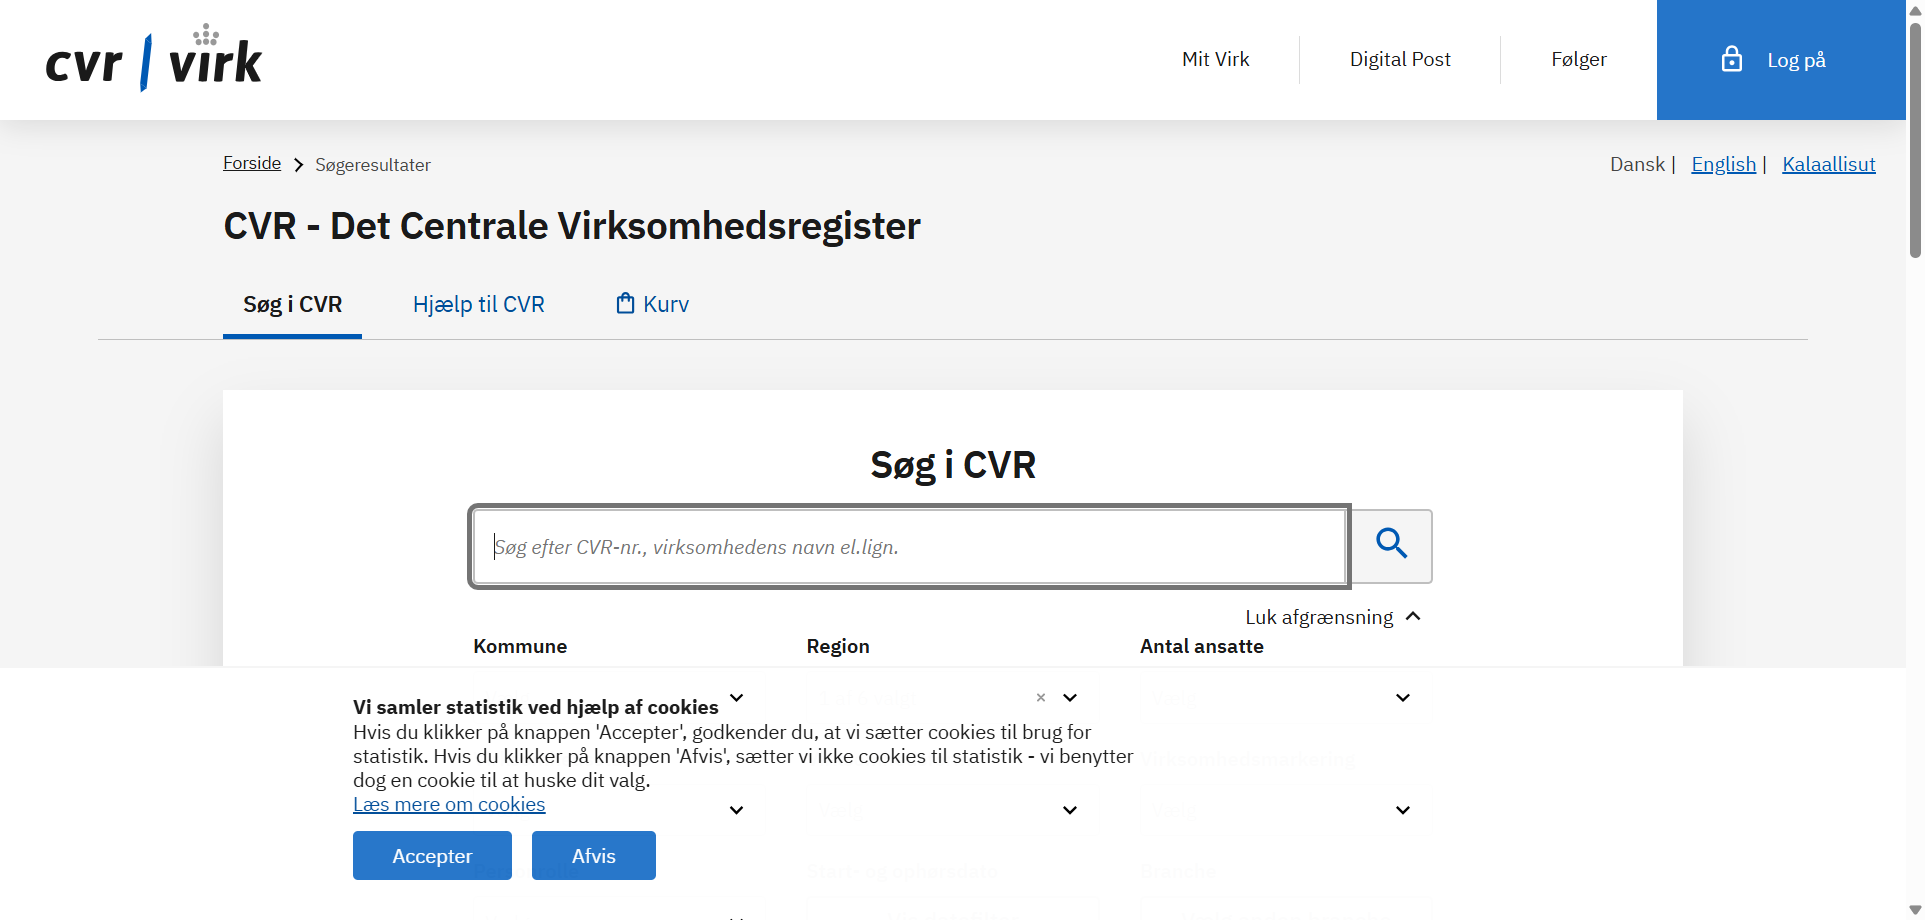 cvr virk
Mit Virk
Digital Post
Følger
Log på
Forside
Søgeresultater
Dansk |
English |
Kalaallisut
CVR - Det Centrale Virksomhedsregister
Søg i CVR
Hjælp til CVR
Kurv
Søg i CVR
Søg efter CVR-nr., virksomhedens navn el.lign.
Luk afgrænsning
Kommune
Region
Antal ansatte
Vi samler statistik ved hjælp af cookies
Hvis du klikker på knappen 'Accepter', godkender du, at vi sætter cookies til brug for
statistik. Hvis du klikker på knappen 'Afvis', sætter vi ikke cookies til statistik - vi benytter
dog en cookie til at huske dit valg.
Læs mere om cookies
Accepter
Afvis